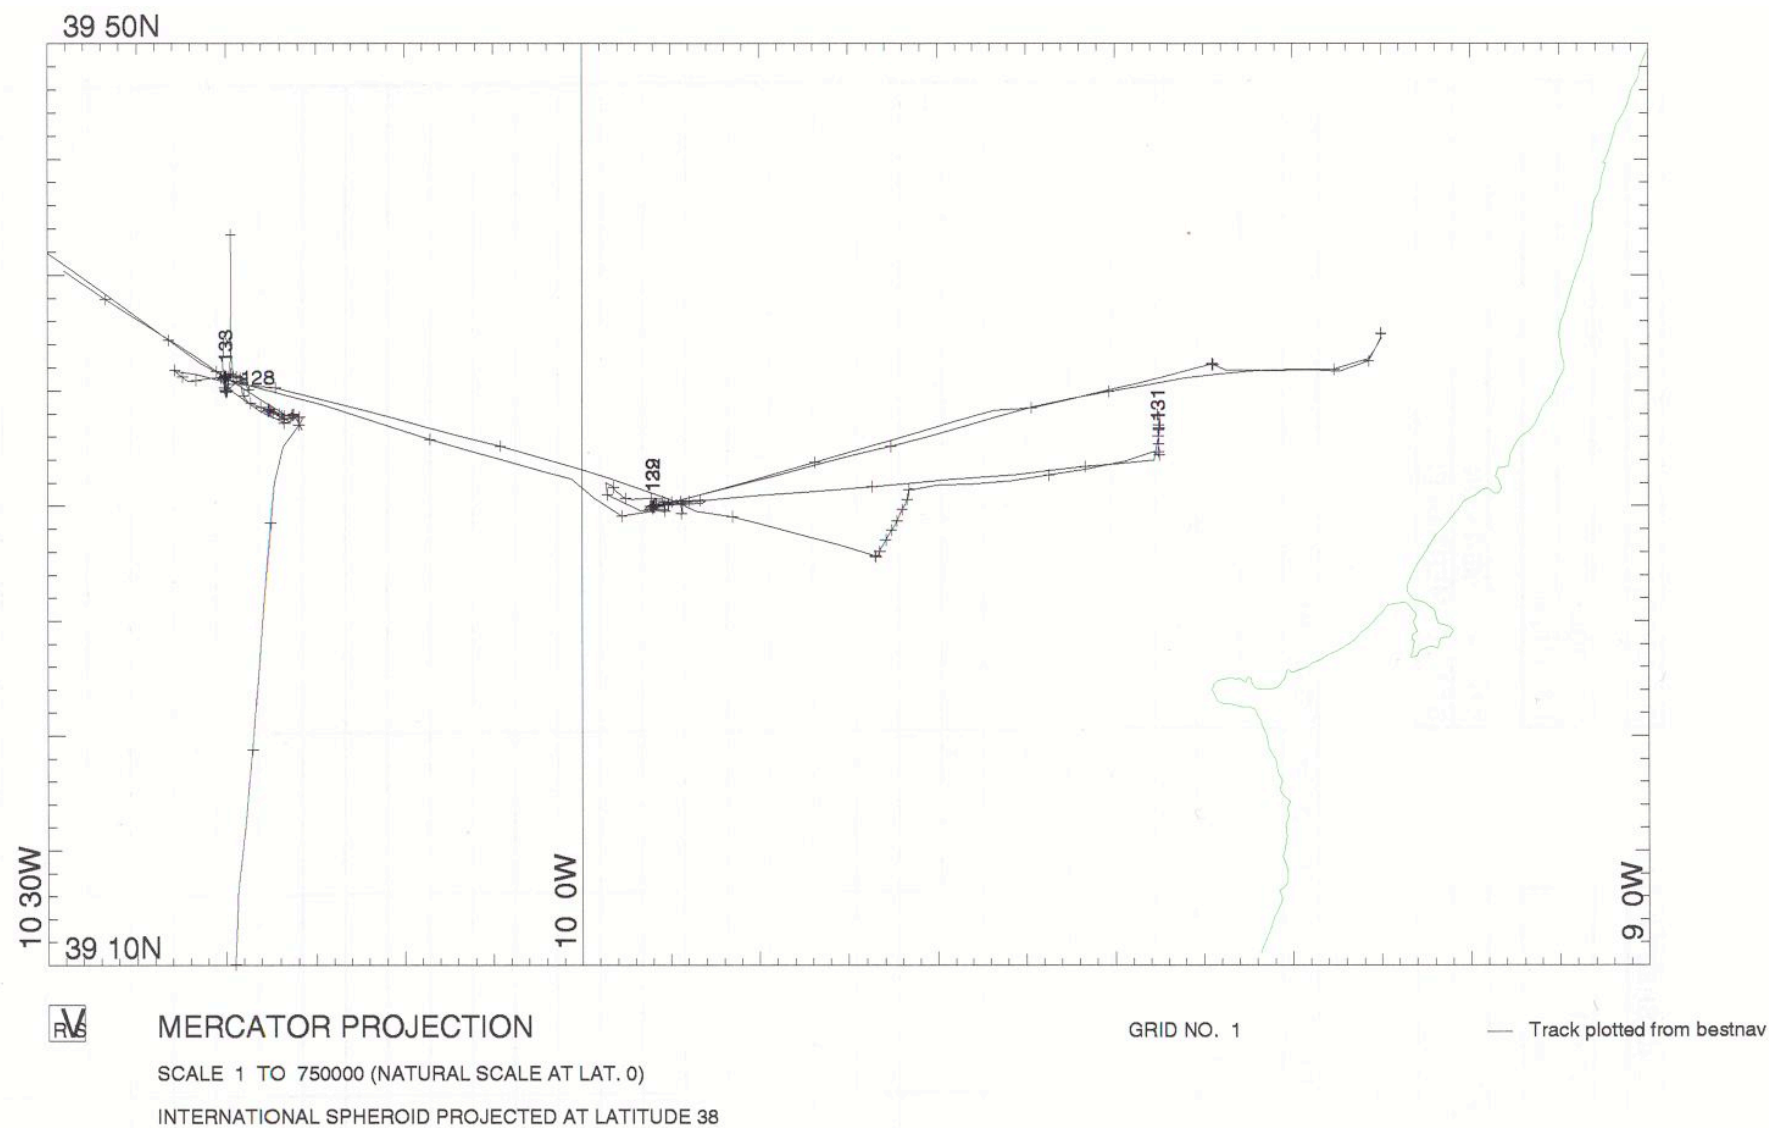 39 50N
133
128
131
10 30W
10 0W
9 0W
39 10N
RVS
MERCATOR PROJECTION
GRID NO. 1
Track plotted from bestnav
SCALE 1 TO 750000 (NATURAL SCALE AT LAT. 0)
INTERNATIONAL SPHEROID PROJECTED AT LATITUDE 38